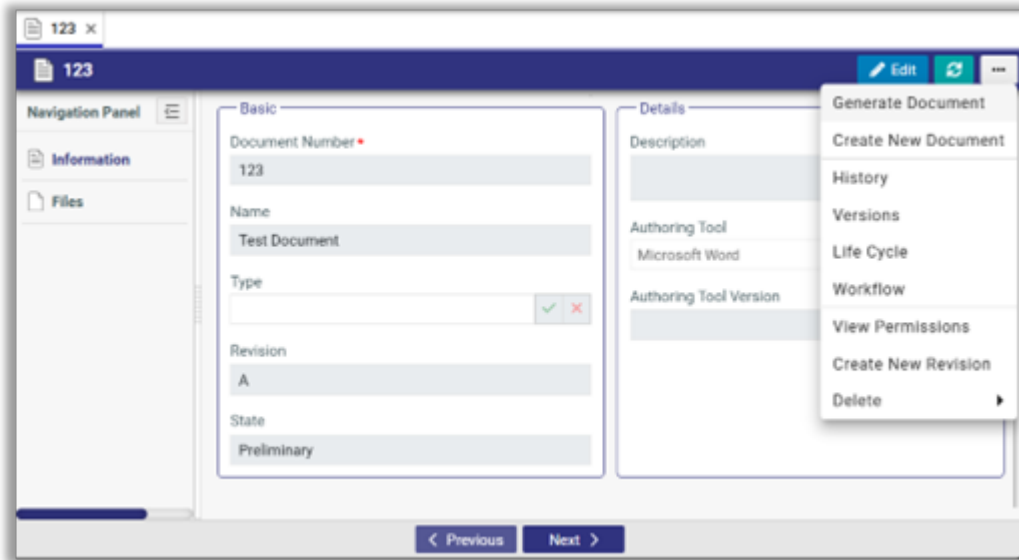 123
123
Edit
Navigation Panel
Information
Files
Basic
Document Number
123
Name
Test Document
Type
Revision
A
State
Preliminary
Details
Description
Authoring Tool
Microsoft Word
Authoring Tool Version
Generate Document
Create New Document
History
Versions
Life Cycle
Workflow
View Permissions
Create New Revision
Delete
Previous
Next